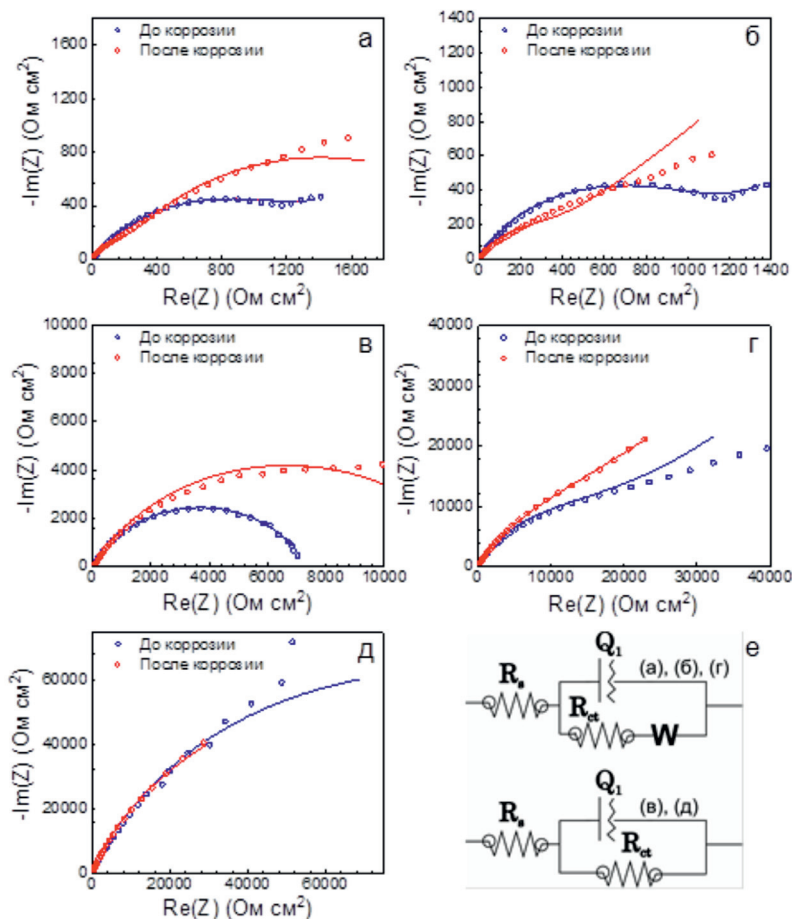 а
До коррозии
После коррозии
1800
1200
600
0
0
400
800
1200
1600
-Im(Z) (Ом см²)
Re(Z) (Ом см²)
б
До коррозии
После коррозии
1400
1200
1000
800
600
400
200
0
0
200
400
600
800
1000
1200
1400
-Im(Z) (Ом см²)
Re(Z) (Ом см²)
в
До коррозии
После коррозии
10000
8000
6000
4000
2000
0
0
2000
4000
6000
8000
10000
-Im(Z) (Ом см²)
Re(Z) (Ом см²)
г
До коррозии
После коррозии
40000
30000
20000
10000
0
0
10000
20000
30000
40000
-Im(Z) (Ом см²)
Re(Z) (Ом см²)
д
До коррозии
После коррозии
60000
40000
20000
0
0
20000
40000
60000
-Im(Z) (Ом см²)
Re(Z) (Ом см²)
е
Q₁
(а), (б), (г)
Rₛ
R_ct
W
Q₁
(в), (д)
Rₛ
R_ct